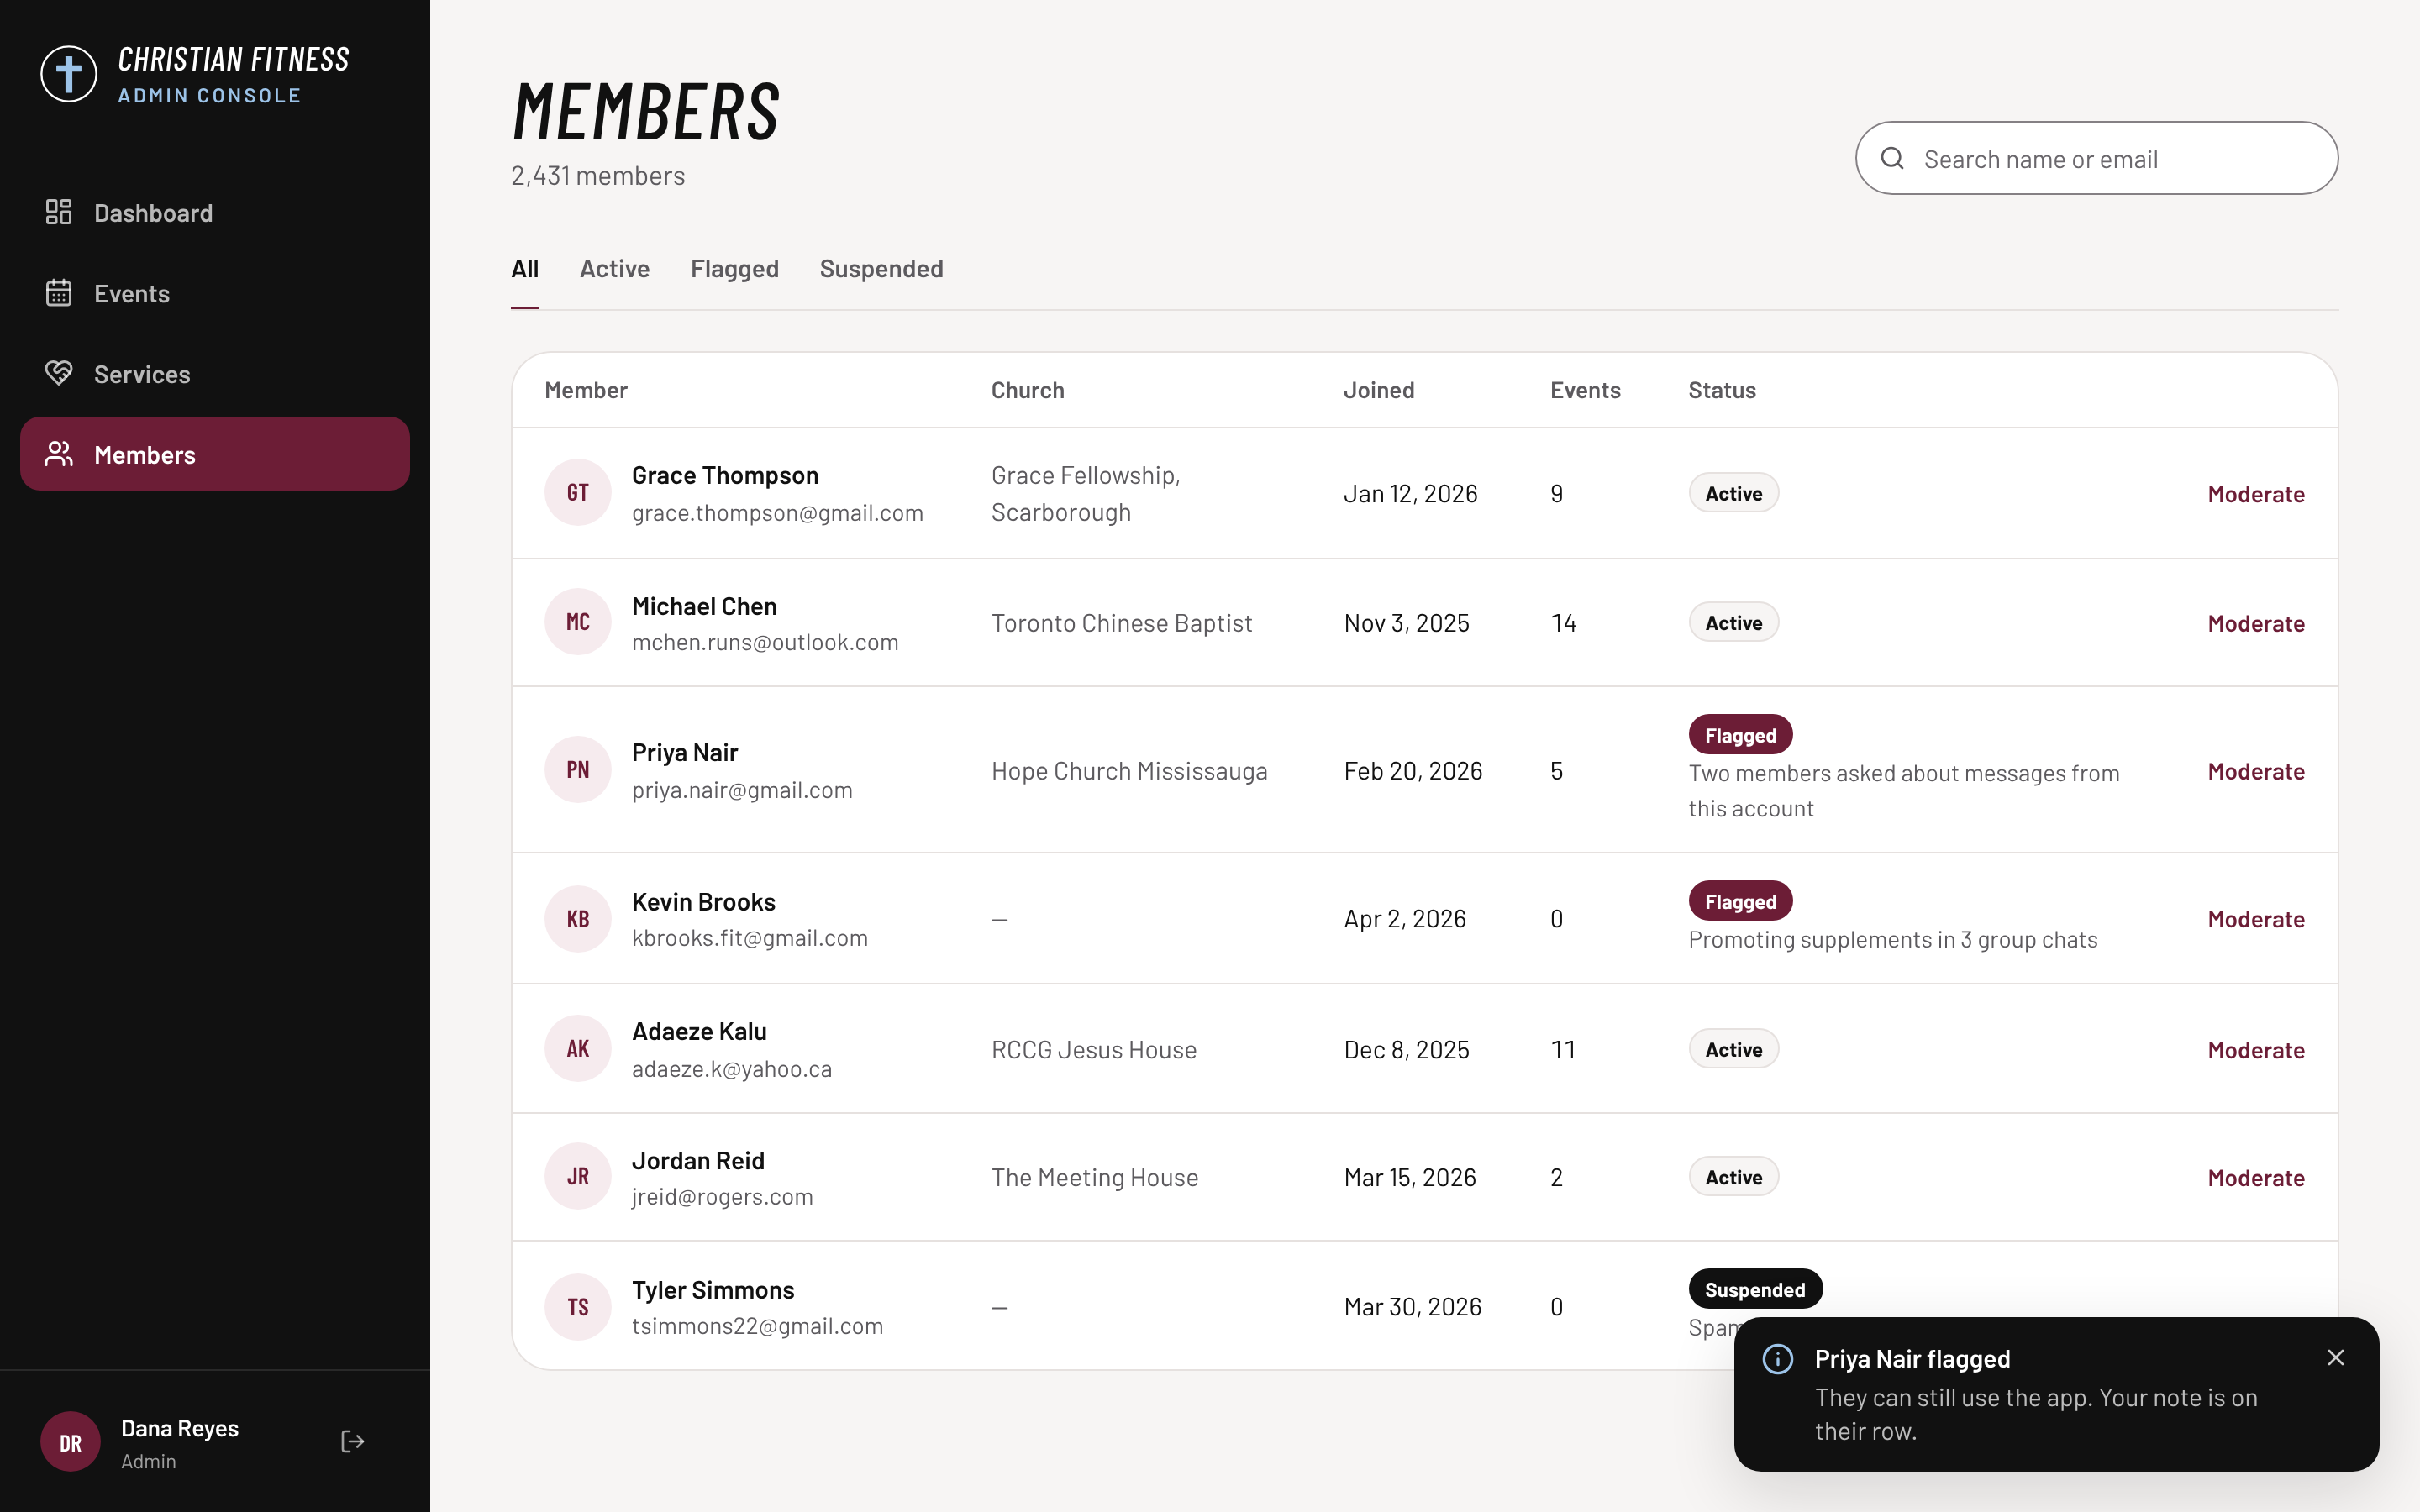 CHRISTIAN FITNESS
ADMIN CONSOLE
Dashboard
Events
Services
Members
DR
Dana Reyes
Admin
MEMBERS
2,431 members
Search name or email
All Active Flagged Suspended
Member Church Joined Events Status
GT Grace Thompson
grace.thompson@gmail.com
Grace Fellowship,
Scarborough
Jan 12, 2026 9 Active Moderate
MC Michael Chen
mchen.runs@outlook.com
Toronto Chinese Baptist Nov 3, 2025 14 Active Moderate
PN Priya Nair
priya.nair@gmail.com
Hope Church Mississauga Feb 20, 2026 5 Flagged
Two members asked about messages from
this account
Moderate
KB Kevin Brooks
kbrooks.fit@gmail.com
— Apr 2, 2026 0 Flagged
Promoting supplements in 3 group chats
Moderate
AK Adaeze Kalu
adaeze.k@yahoo.ca
RCCG Jesus House Dec 8, 2025 11 Active Moderate
JR Jordan Reid
jreid@rogers.com
The Meeting House Mar 15, 2026 2 Active Moderate
TS Tyler Simmons
tsimmons22@gmail.com
— Mar 30, 2026 0 Suspended
Priya Nair flagged
They can still use the app. Your note is on
their row.